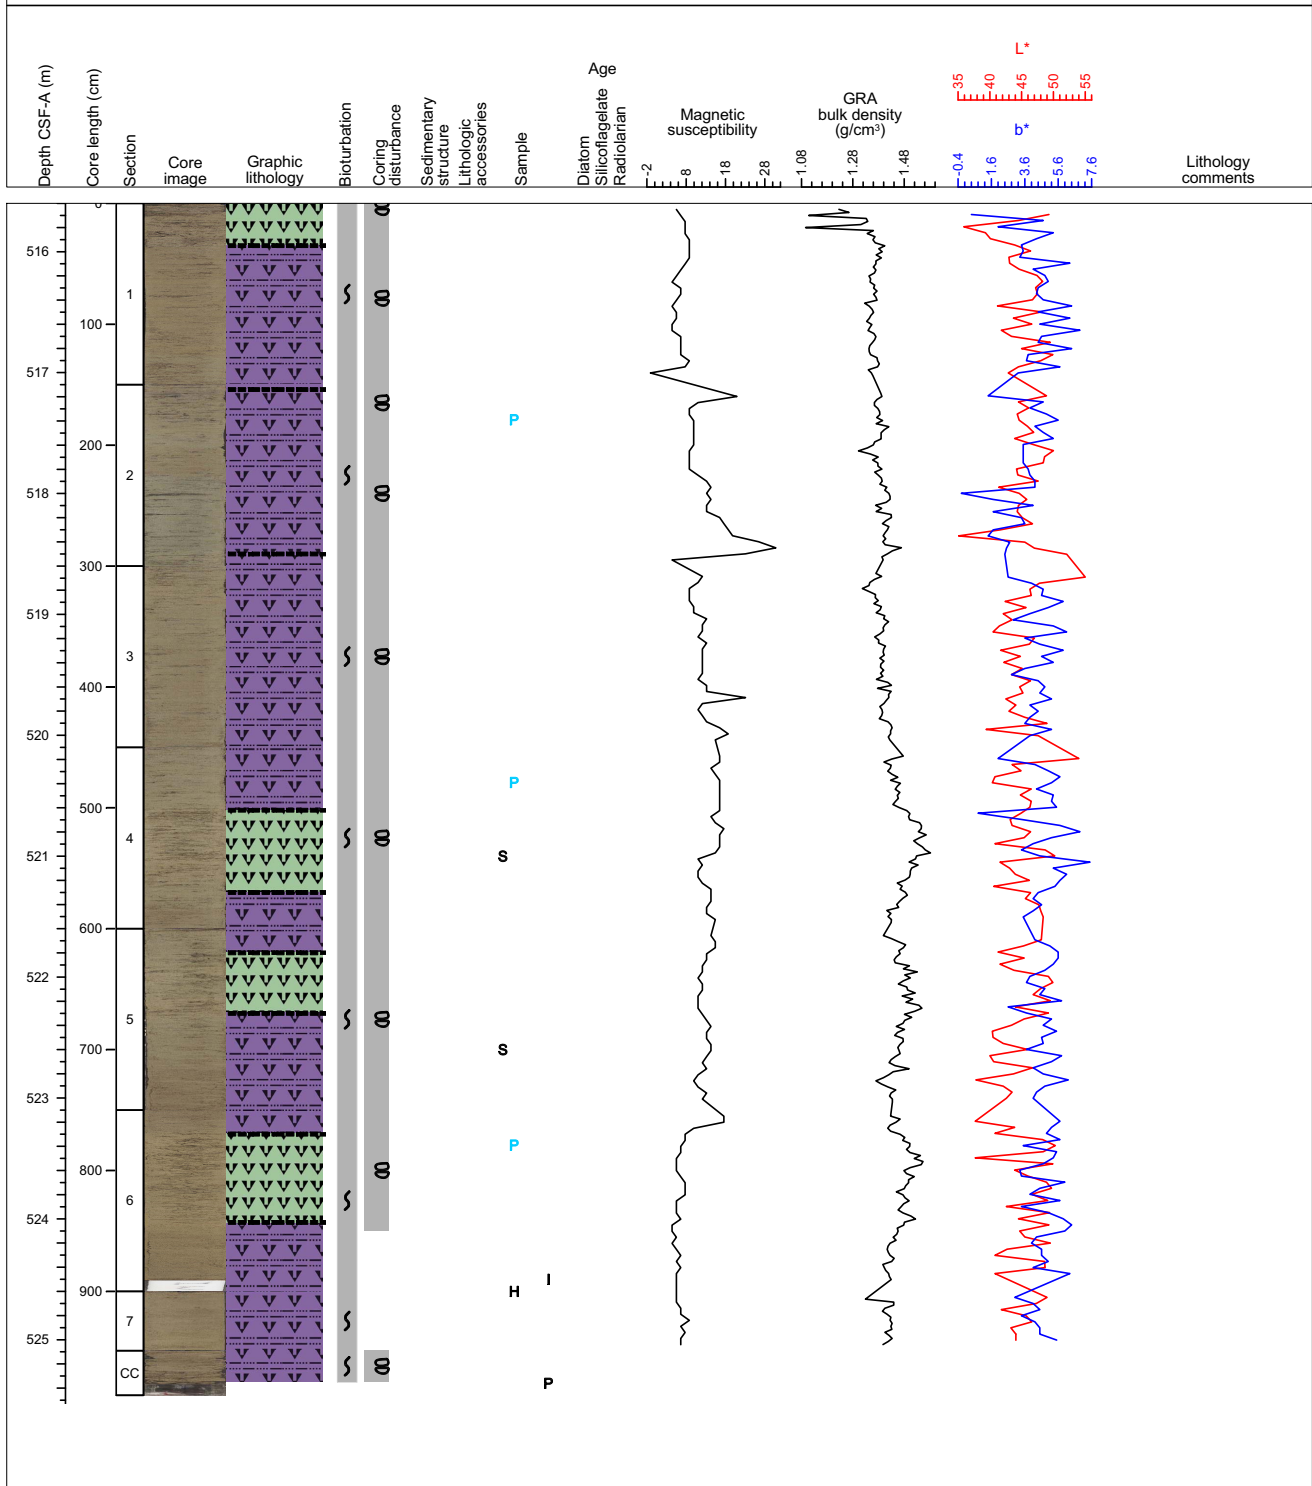 Depth CSF-A (m)
Core length (cm)
Section
Core
image
Graphic
lithology
Bioturbation
Coring
disturbance
Sedimentary
structure
Lithologic
accessories
Sample
Age
Diatom
Silicoflagelate
Radiolarian
Magnetic
susceptibility
-2 8 18 28
GRA
bulk density
(g/cm³)
1.08 1.28 1.48
L*
35 40 45 50 55
b*
-0.4 1.6 3.6 5.6 7.6
Lithology
comments
0
516
1
100
517
P
200
2
518
300
519
3
400
520
P
500
4
521
S
600
522
5
700
S
523
P
800
6
524
I
900
H
7
525
CC
P